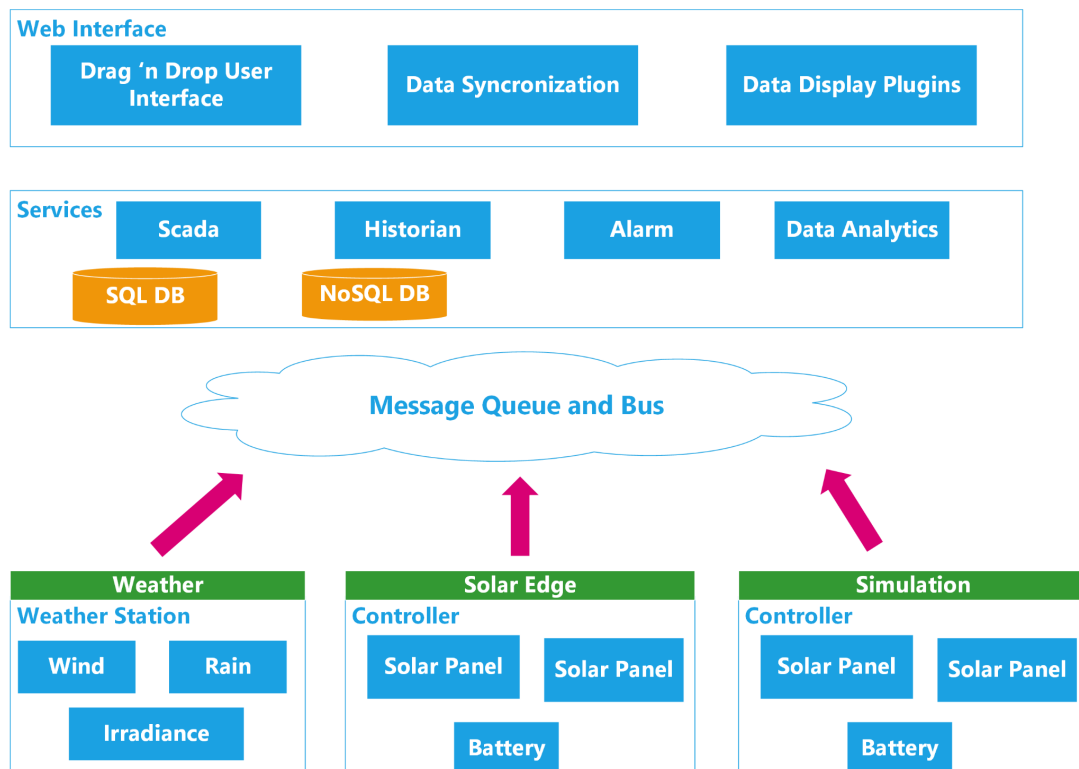 Web Interface
Drag ‘n Drop User
Interface
Data Syncronization
Data Display Plugins
Services
Scada
Historian
Alarm
Data Analytics
SQL DB
NoSQL DB
Message Queue and Bus
Weather
Weather Station
Wind
Rain
Irradiance
Solar Edge
Controller
Solar Panel
Solar Panel
Battery
Simulation
Controller
Solar Panel
Solar Panel
Battery